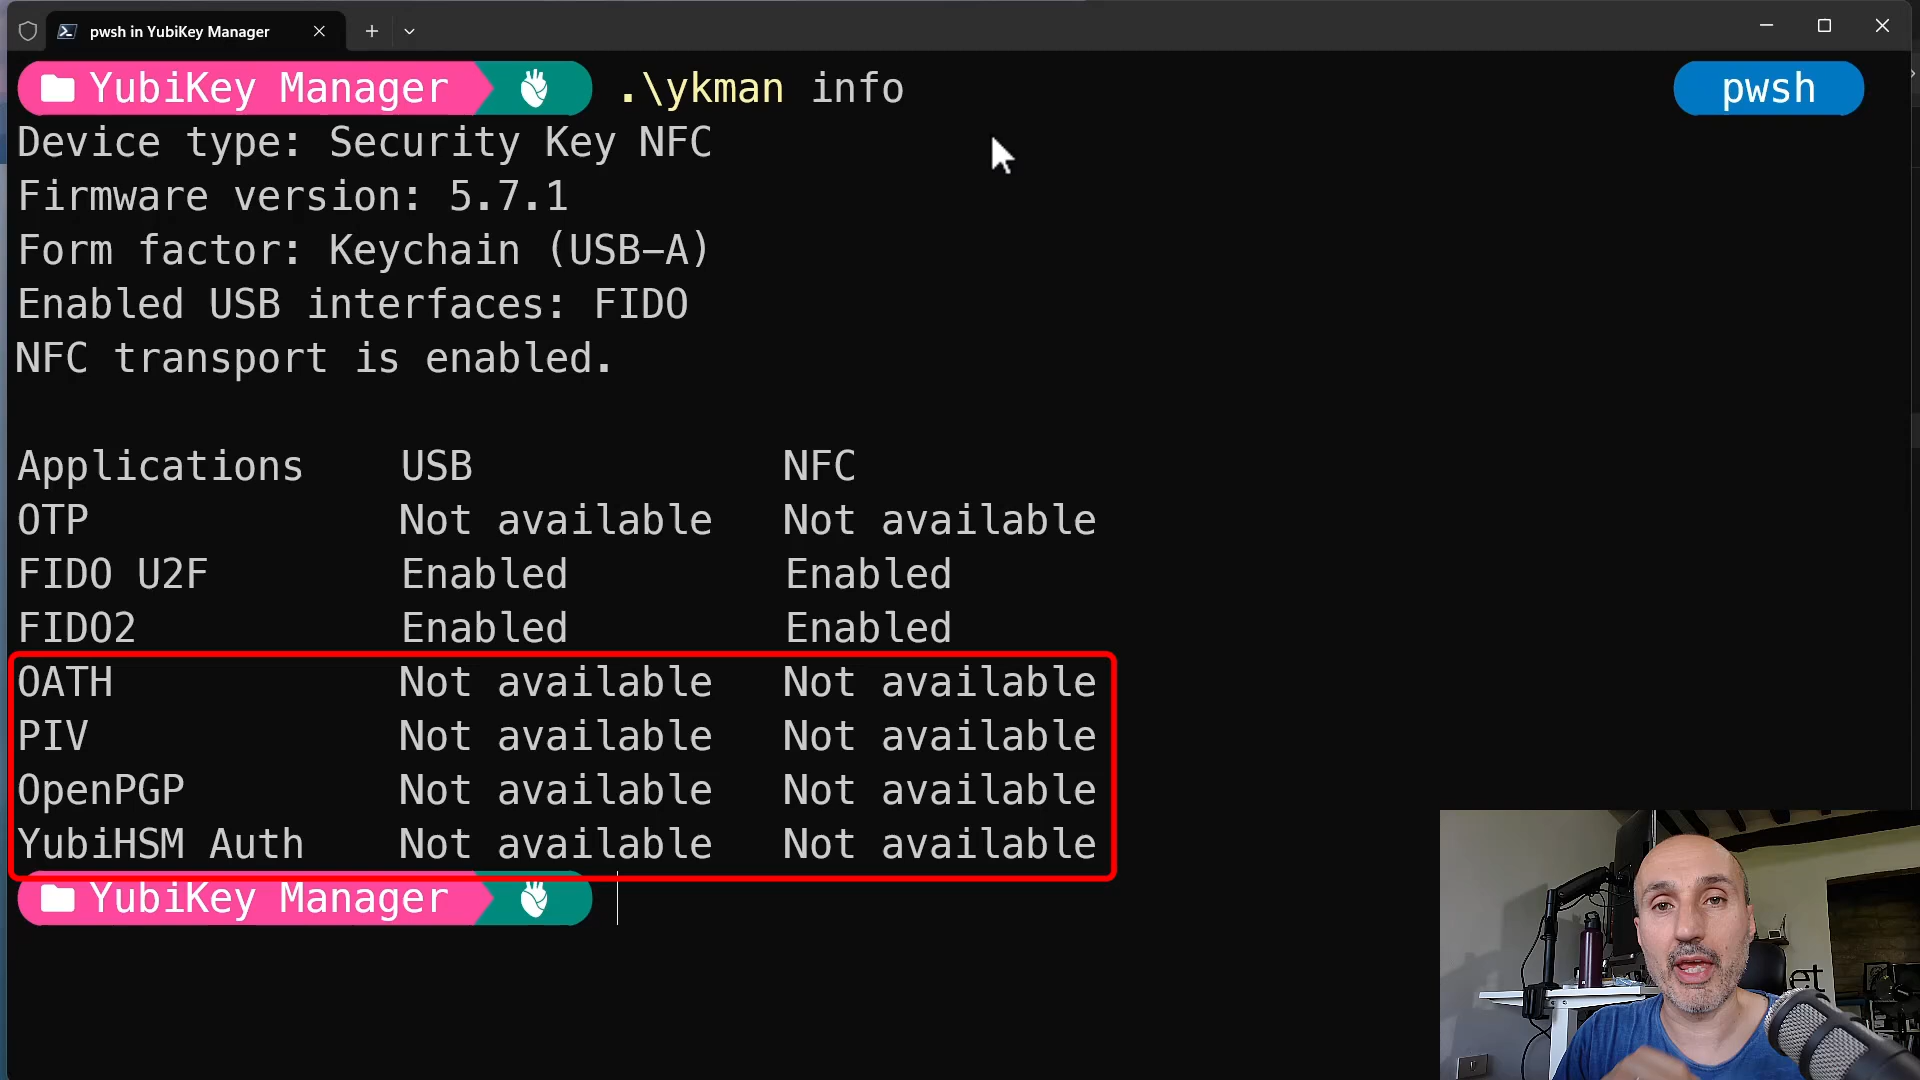 pwsh in YubiKey Manager
YubiKey Manager .\ykman info pwsh
Device type: Security Key NFC
Firmware version: 5.7.1
Form factor: Keychain (USB-A)
Enabled USB interfaces: FIDO
NFC transport is enabled.
Applications USB NFC
OTP Not available Not available
FIDO U2F Enabled Enabled
FIDO2 Enabled Enabled
OATH Not available Not available
PIV Not available Not available
OpenPGP Not available Not available
YubiHSM Auth Not available Not available
YubiKey Manager
et